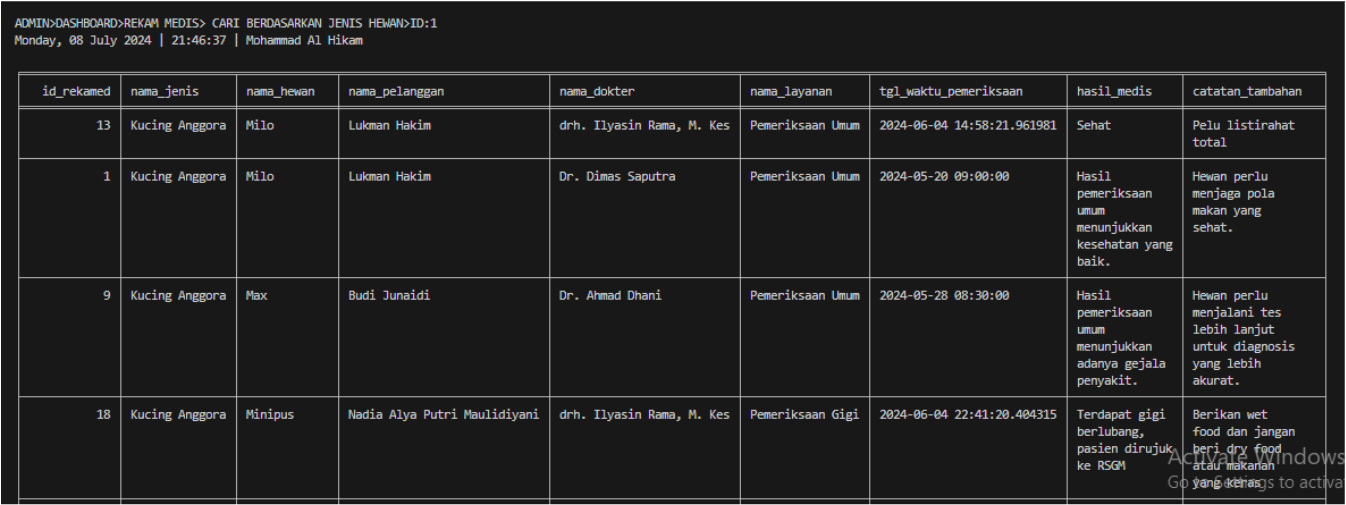 ADMIN>DASHBOARD>REKAM MEDIS> CARI BERDASARKAN JENIS HEWAN>ID:1
Monday, 08 July 2024 | 21:46:37 | Mohammad Al Hikam
id_rekamed nama_jenis nama_hewan nama_pelanggan nama_dokter nama_layanan tgl_waktu_pemeriksaan hasil_medis catatan_tambahan
13 Kucing Anggora Milo Lukman Hakim drh. Ilyasin Rama, M. Kes Pemeriksaan Umum 2024-06-04 14:58:21.961981 Sehat Pelu listirahat
total
1 Kucing Anggora Milo Lukman Hakim Dr. Dimas Saputra Pemeriksaan Umum 2024-05-20 09:00:00 Hasil Hewan perlu
pemeriksaan menjaga pola
umum makan yang
menunjukkan sehat.
kesehatan yang
baik.
9 Kucing Anggora Max Budi Junaidi Dr. Ahmad Dhani Pemeriksaan Umum 2024-05-28 08:30:00 Hasil Hewan perlu
pemeriksaan menjalani tes
umum lebih lanjut
menunjukkan untuk diagnosis
adanya gejala yang lebih
penyakit. akurat.
18 Kucing Anggora Minipus Nadia Alya Putri Maulidiyani drh. Ilyasin Rama, M. Kes Pemeriksaan Gigi 2024-06-04 22:41:20.404315 Terdapat gigi Berikan wet
berlubang, food dan jangan
pasien dirujuk beri dry food
ke RSGM atau makanan
yang keras
Activate Windows
Go to Settings to activa